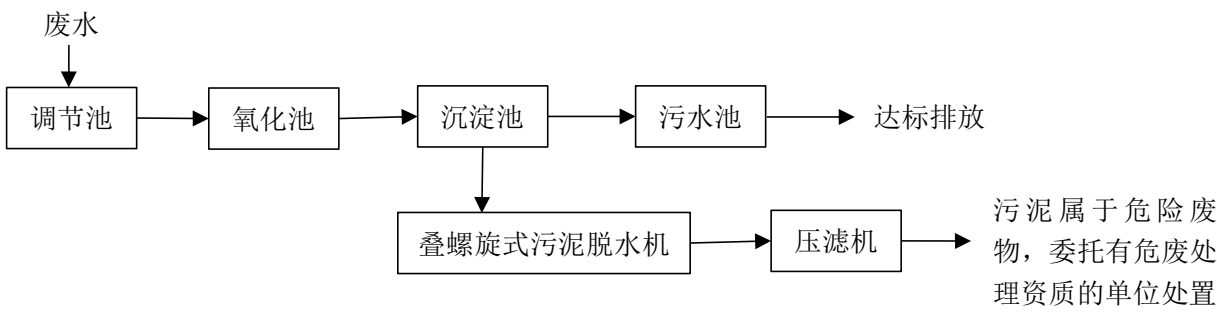 废水
调节池
氧化池
沉淀池
污水池
达标排放
叠螺旋式污泥脱水机
压滤机
污泥属于危险废
物，委托有危废处
理资质的单位处置